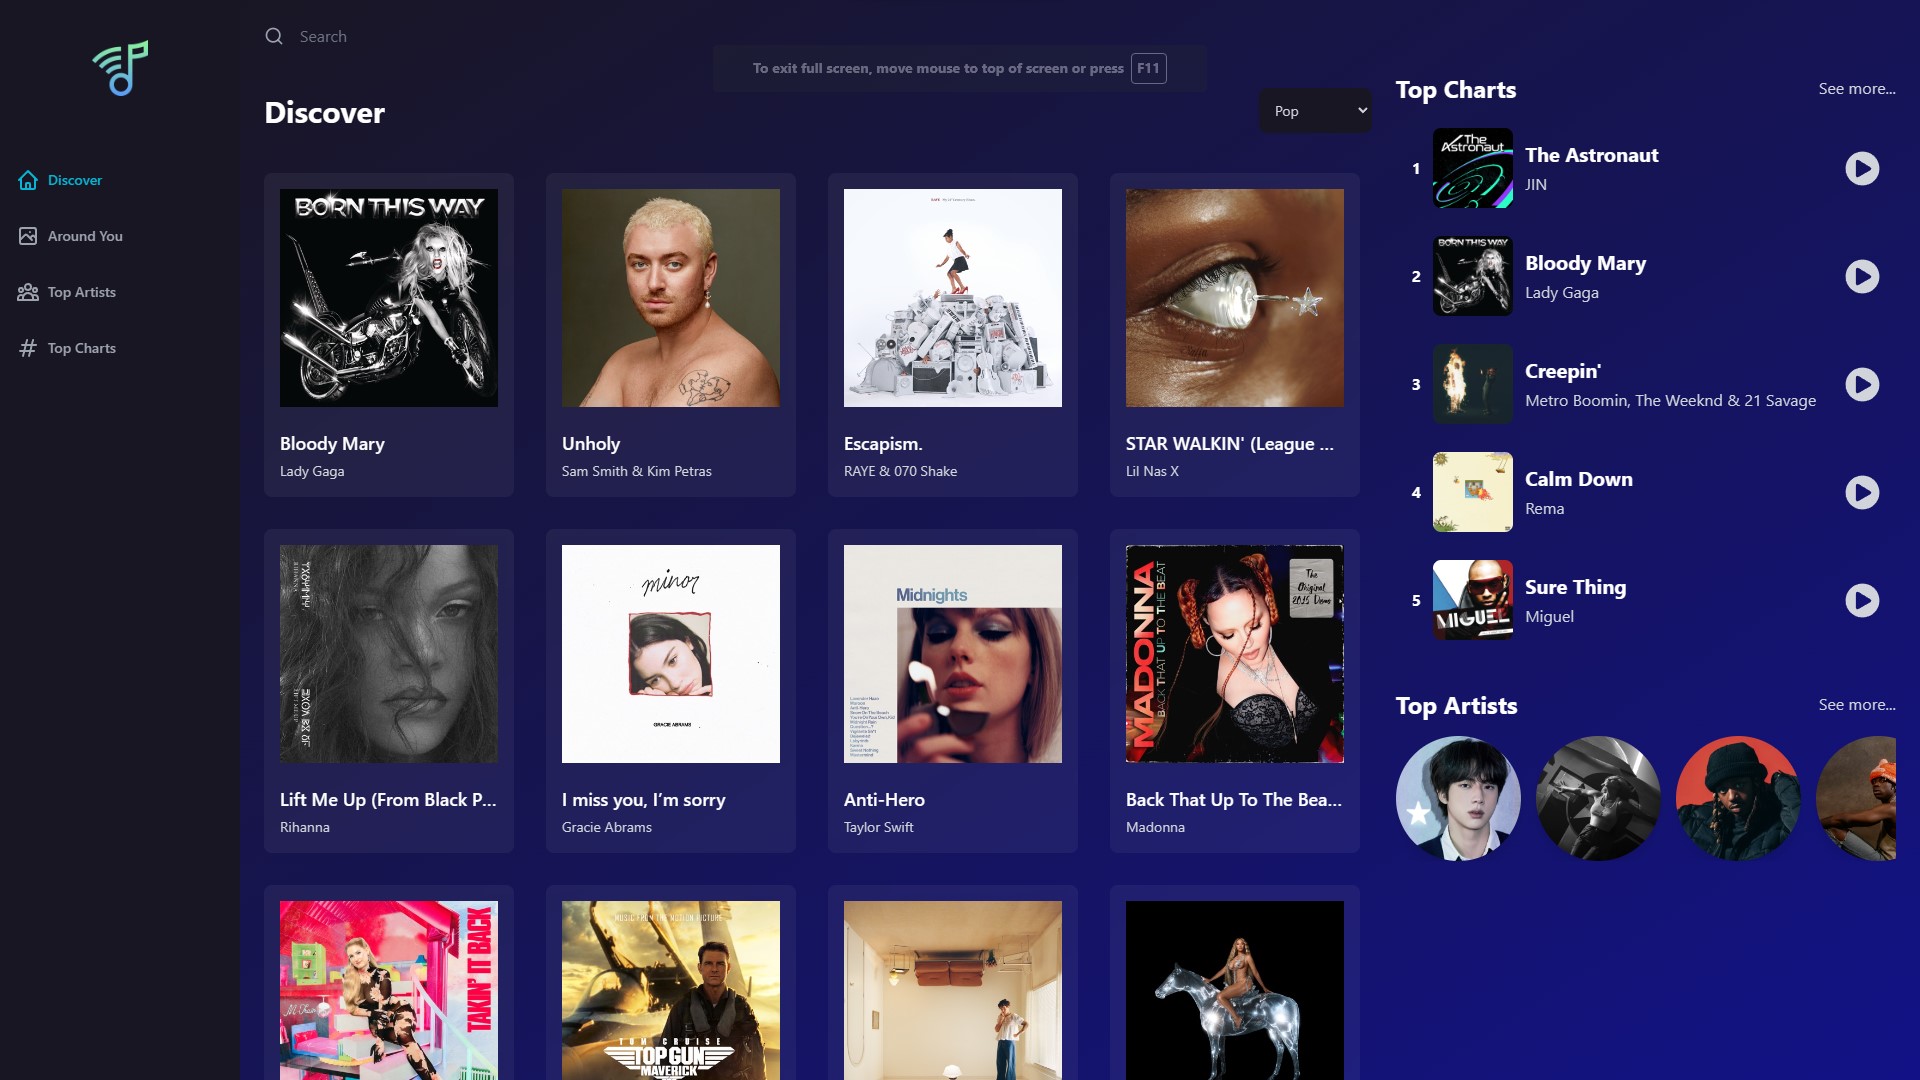 Search
To exit full screen, move mouse to top of screen or press F11
Discover
Pop
Discover
Around You
Top Artists
Top Charts
BORN THIS WAY
Bloody Mary
Lady Gaga
Unholy
Sam Smith & Kim Petras
Escapism.
RAYE & 070 Shake
STAR WALKIN' (League ...
Lil Nas X
Lift Me Up (From Black P...
Rihanna
minor
GRACIE ABRAMS
I miss you, I’m sorry
Gracie Abrams
Midnights
Anti-Hero
Taylor Swift
MADONNA
BACK THAT UP TO THE BEAT
The
Original
2015 Demo
Back That Up To The Bea...
Madonna
TAKIN' IT BACK
MUSIC FROM THE MOTION PICTURE
TOM CRUISE
TOPGUN
MAVERICK
Top Charts
See more...
1
The
Astronaut
The Astronaut
JIN
2
BORN THIS WAY
Bloody Mary
Lady Gaga
3
Creepin'
Metro Boomin, The Weeknd & 21 Savage
4
Calm Down
Rema
5
MIGUEL
Sure Thing
Miguel
Top Artists
See more...